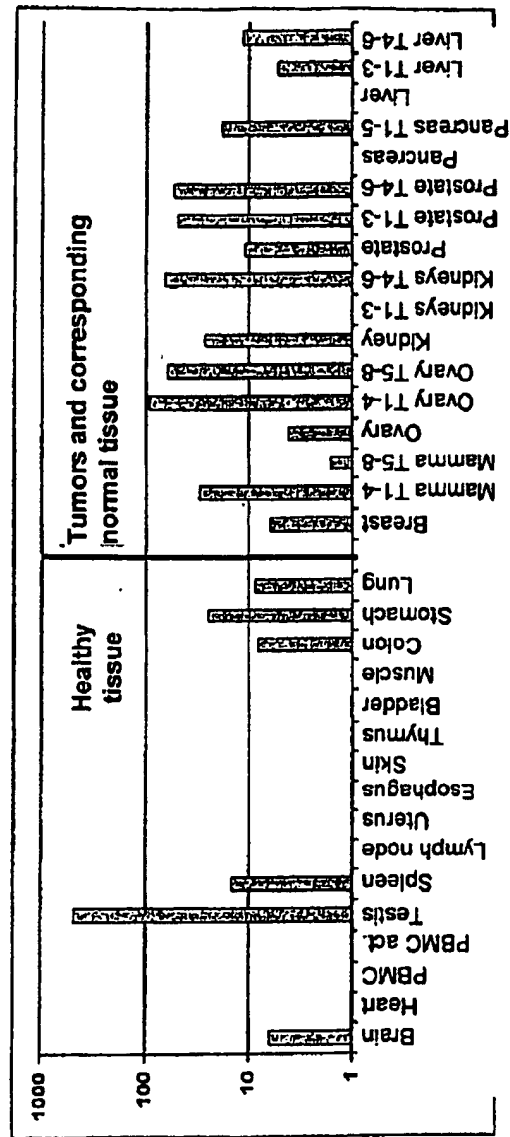 1000
100
10
1
Healthy
tissue
Tumors and corresponding
normal tissue
Brain
Heart
PBMC
PBMC act.
Testis
Spleen
Lymph node
Uterus
Esophagus
Skin
Thymus
Bladder
Muscle
Colon
Stomach
Lung
Breast
Mamma T1-4
Mamma T5-8
Ovary
Ovary T1-4
Ovary T5-8
Kidney
Kidneys T1-3
Kidneys T4-6
Prostate
Prostate T1-3
Prostate T4-6
Pancreas
Pancreas T1-5
Liver
Liver T1-3
Liver T4-6